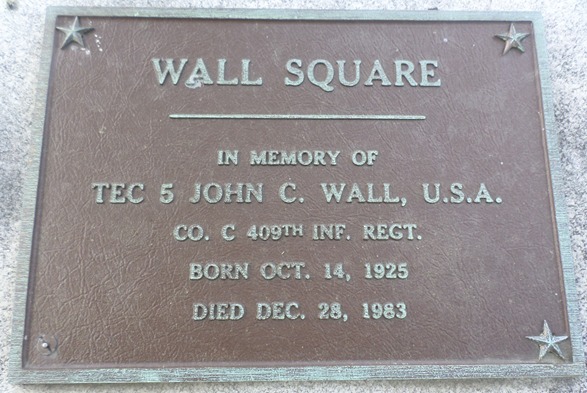 WALL SQUARE
IN MEMORY OF
TEC 5 JOHN C. WALL, U.S.A.
CO. C 409TH INF. REGT.
BORN OCT. 14, 1925
DIED DEC. 28, 1983